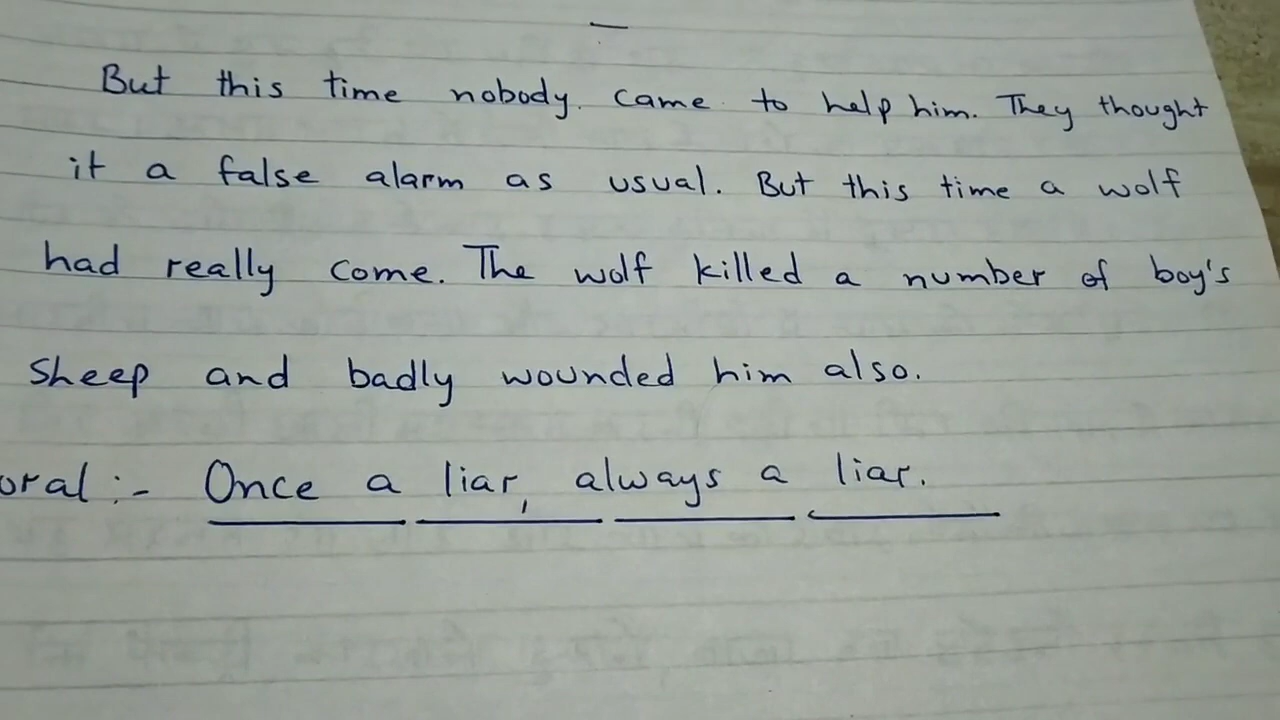 But this time nobody. came to help him. They thought
it a false alarm as usual. But this time a wolf
had really come. The wolf killed a number of boy's
sheep and badly wounded him also.
oral :- Once a liar, always a liar.